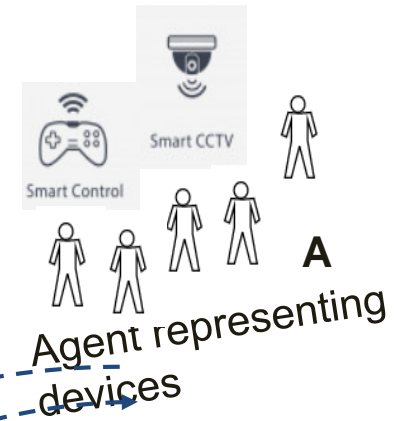 Smart CCTV
Smart Control
A
Agent representing
devices